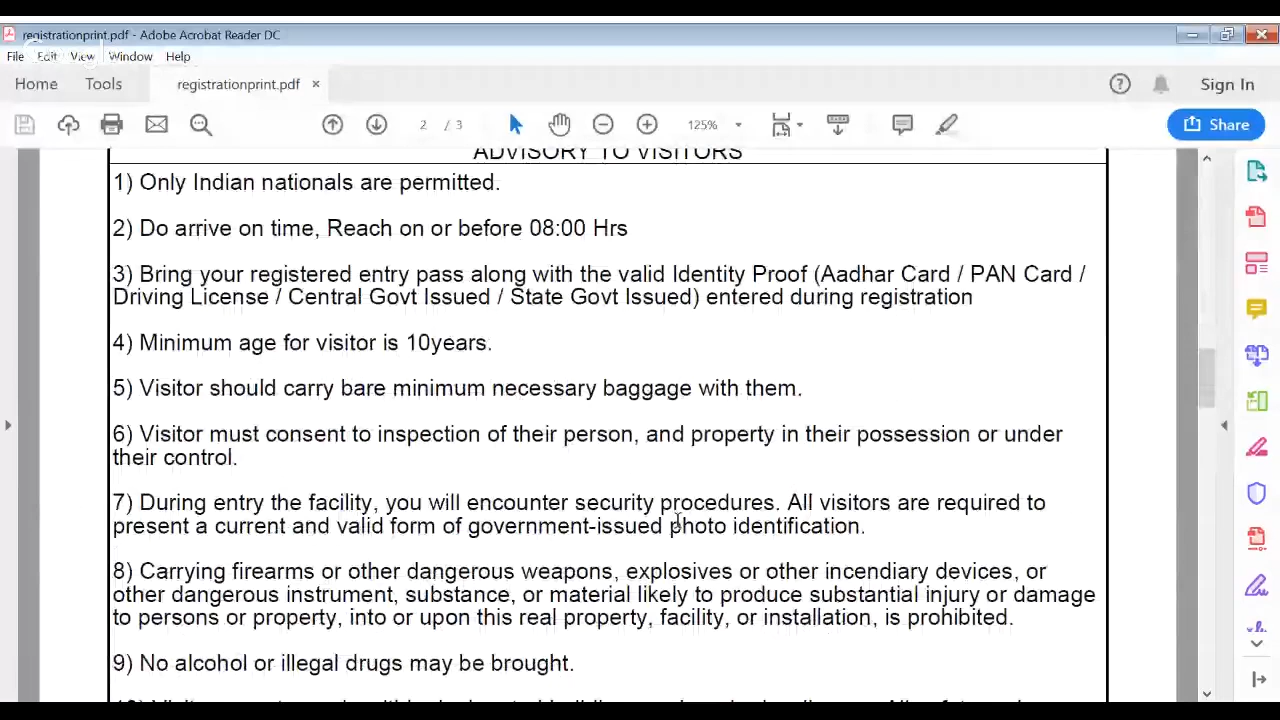 registrationprint.pdf - Adobe Acrobat Reader DC
File Edit View Window Help
Home Tools registrationprint.pdf × Sign In
2 / 3 125% Share
ADVISORY TO VISITORS
1) Only Indian nationals are permitted.
2) Do arrive on time, Reach on or before 08:00 Hrs
3) Bring your registered entry pass along with the valid Identity Proof (Aadhar Card / PAN Card /
Driving License / Central Govt Issued / State Govt Issued) entered during registration
4) Minimum age for visitor is 10years.
5) Visitor should carry bare minimum necessary baggage with them.
6) Visitor must consent to inspection of their person, and property in their possession or under
their control.
7) During entry the facility, you will encounter security procedures. All visitors are required to
present a current and valid form of government-issued photo identification.
8) Carrying firearms or other dangerous weapons, explosives or other incendiary devices, or
other dangerous instrument, substance, or material likely to produce substantial injury or damage
to persons or property, into or upon this real property, facility, or installation, is prohibited.
9) No alcohol or illegal drugs may be brought.